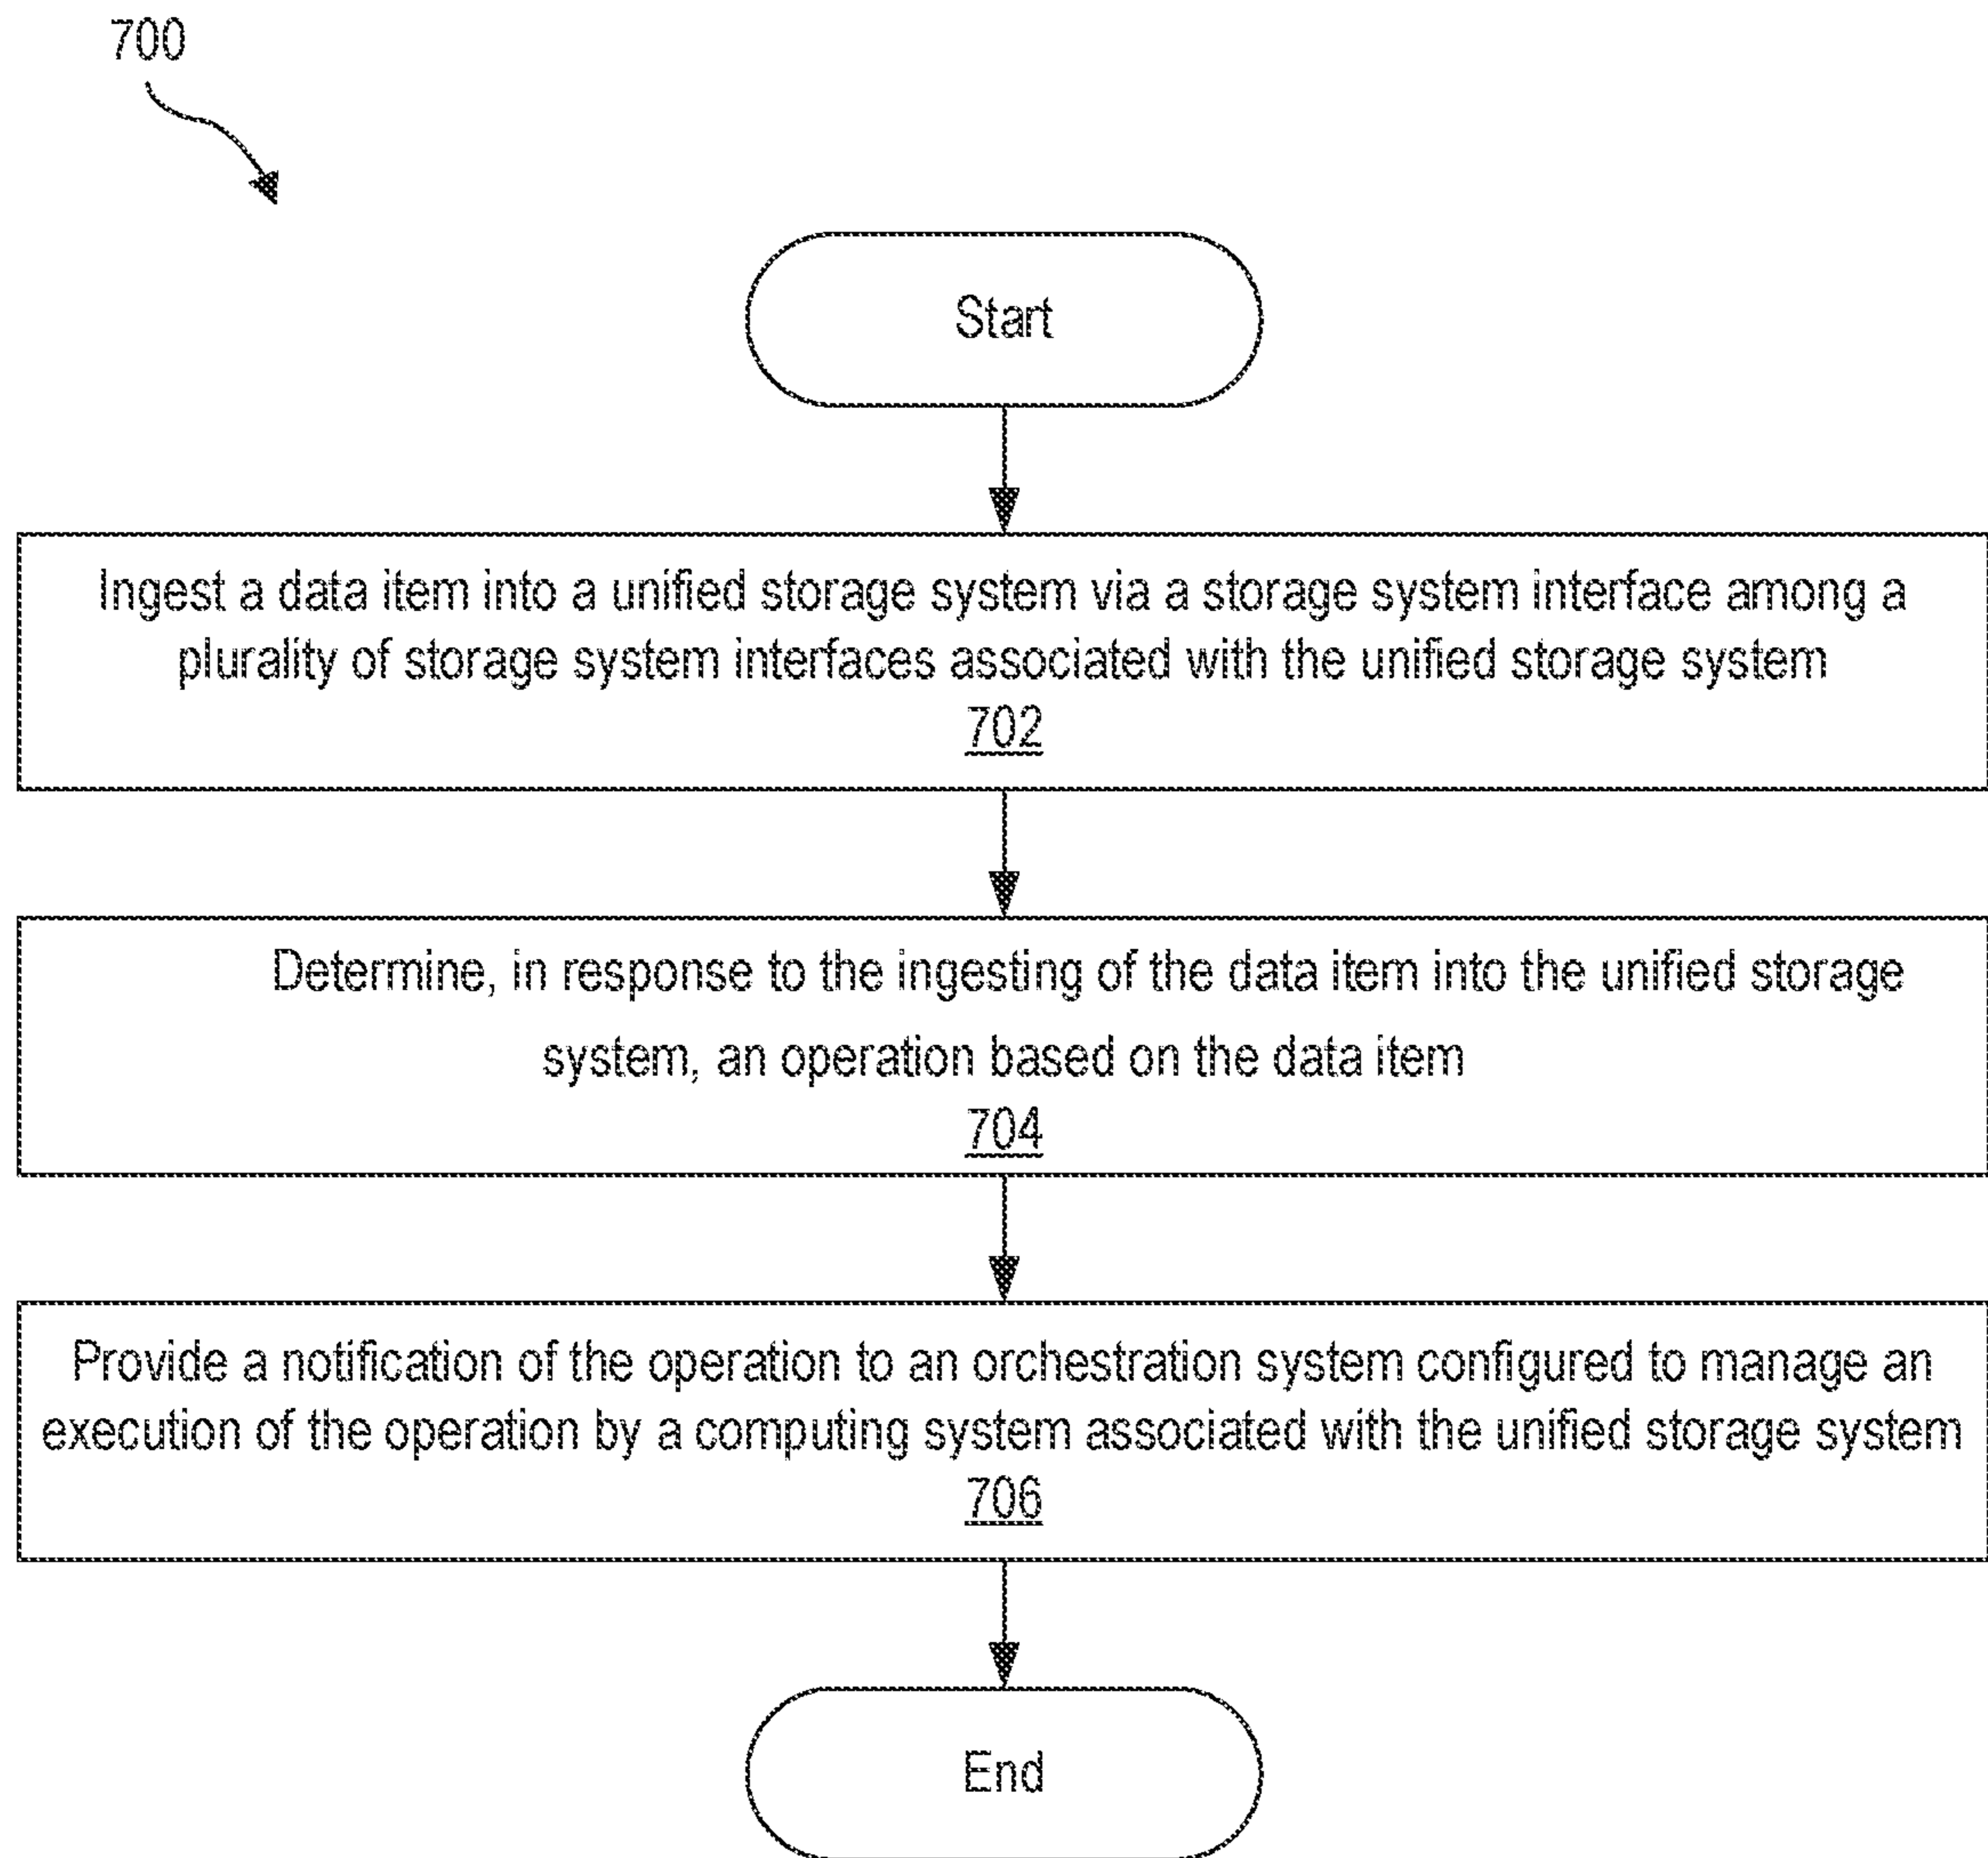 700
Start
Ingest a data item into a unified storage system via a storage system interface among a
plurality of storage system interfaces associated with the unified storage system
702
Determine, in response to the ingesting of the data item into the unified storage
system, an operation based on the data item
704
Provide a notification of the operation to an orchestration system configured to manage an
execution of the operation by a computing system associated with the unified storage system
706
End